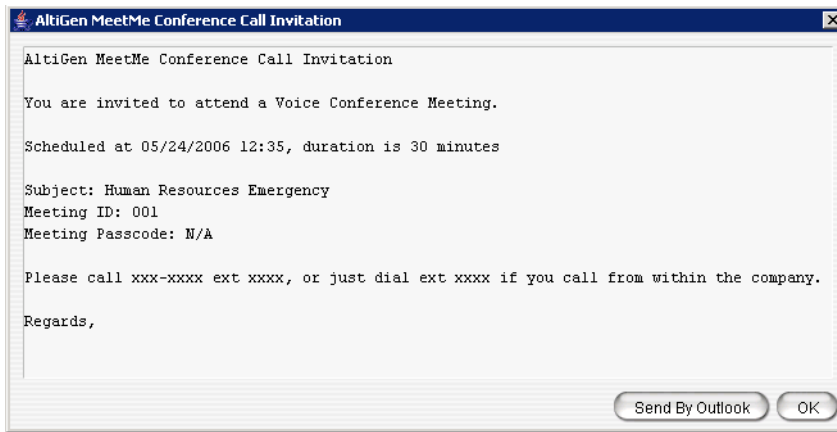 AltiGen MeetMe Conference Call Invitation
AltiGen MeetMe Conference Call Invitation
You are invited to attend a Voice Conference Meeting.
Scheduled at 05/24/2006 12:35, duration is 30 minutes
Subject: Human Resources Emergency
Meeting ID: 001
Meeting Passcode: N/A
Please call xxx-xxxx ext xxxx, or just dial ext xxxx if you call from within the company.
Regards,
Send By Outlook
OK